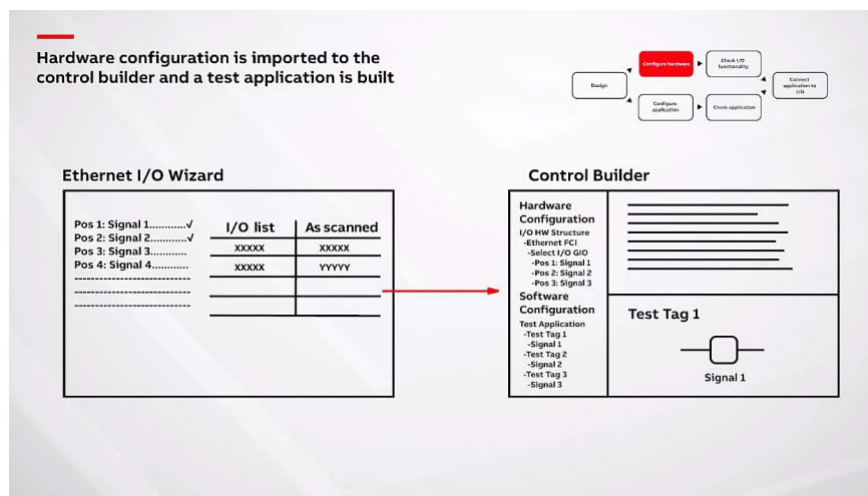 Hardware configuration is imported to the
control builder and a test application is built
Design
Configure hardware
Check I/O
functionality
Configure
application
Check application
Connect
application to
I/O
Ethernet I/O Wizard
Pos 1: Signal 1...........√
Pos 2: Signal 2...........√
Pos 3: Signal 3...........
Pos 4: Signal 4...........
I/O list As scanned
XXXXX XXXXX
XXXXX YYYYY
Control Builder
Hardware
Configuration
I/O HW Structure
-Ethernet FCI
-Select I/O GIO
-Pos 1: Signal 1
-Pos 2: Signal 2
-Pos 3: Signal 3
Software
Configuration
Test Application
-Test Tag 1
-Signal 1
-Test Tag 2
-Signal 2
-Test Tag 3
-Signal 3
Test Tag 1
Signal 1